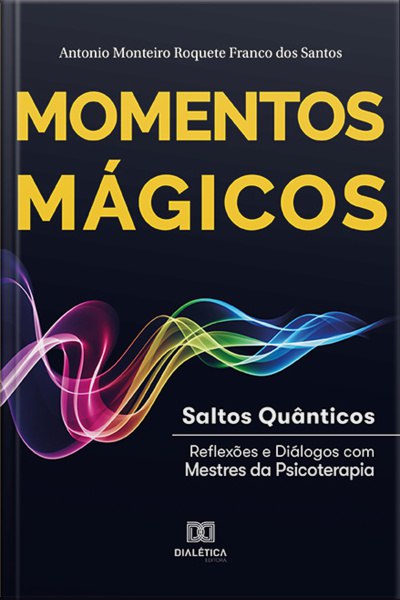 Antonio Monteiro Roquete Franco dos Santos
MOMENTOS
MÁGICOS
Saltos Quânticos
Reflexões e Diálogos com
Mestres da Psicoterapia
DIALÉTICA
EDITORA